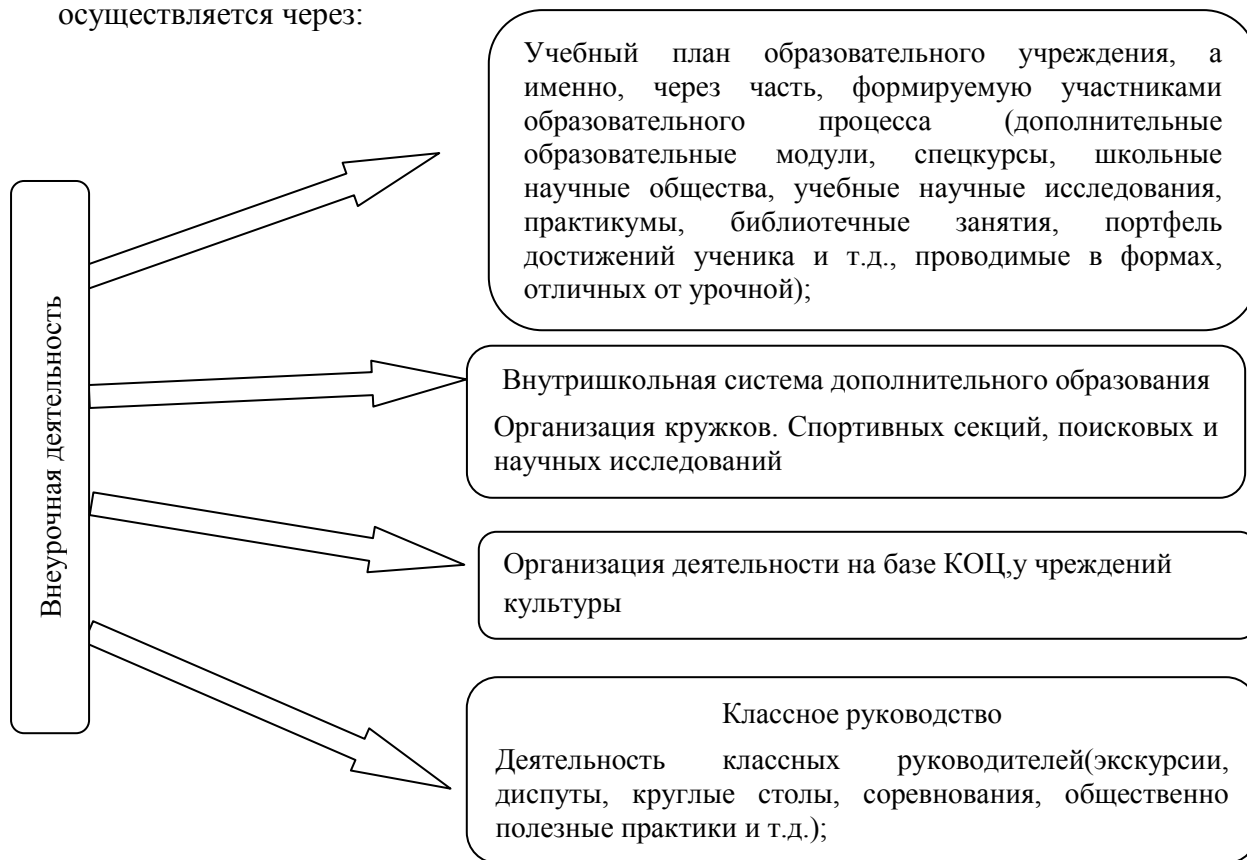 осуществляется через:
Учебный план образовательного учреждения, а
именно, через часть, формируемую участниками
образовательного процесса (дополнительные
образовательные модули, спецкурсы, школьные
научные общества, учебные научные исследования,
практикумы, библиотечные занятия, портфель
достижений ученика и т.д., проводимые в формах,
отличных от урочной);
Внеурочная деятельность
Внутришкольная система дополнительного образования
Организация кружков. Спортивных секций, поисковых и
научных исследований
Организация деятельности на базе КОЦ,у чреждений
культуры
Классное руководство
Деятельность классных руководителей(экскурсии,
диспуты, круглые столы, соревнования, общественно
полезные практики и т.д.);